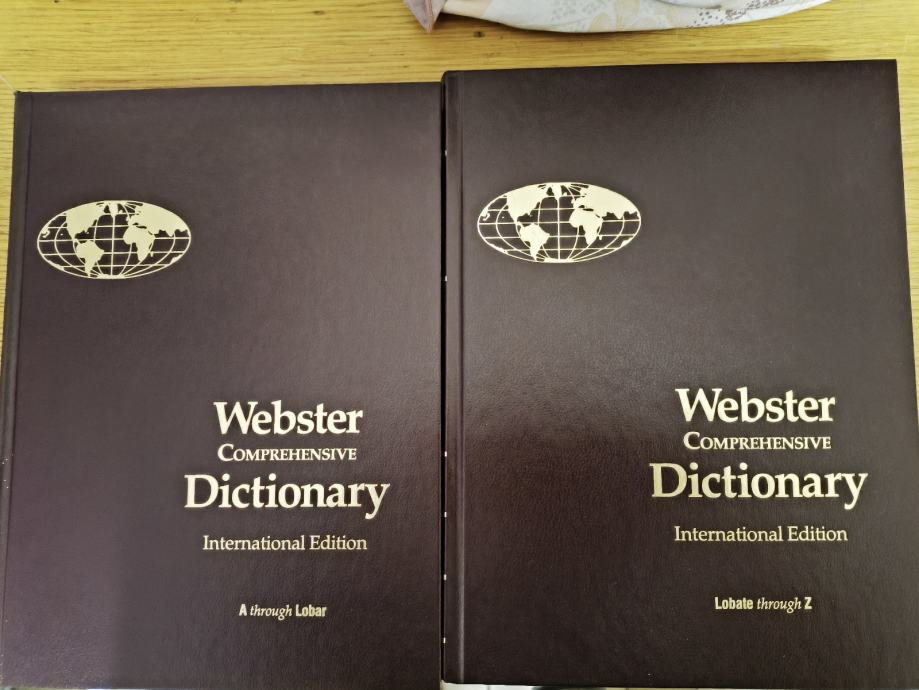 Webster
COMPREHENSIVE
Dictionary
International Edition
A through Lobar
Webster
COMPREHENSIVE
Dictionary
International Edition
Lobate through Z